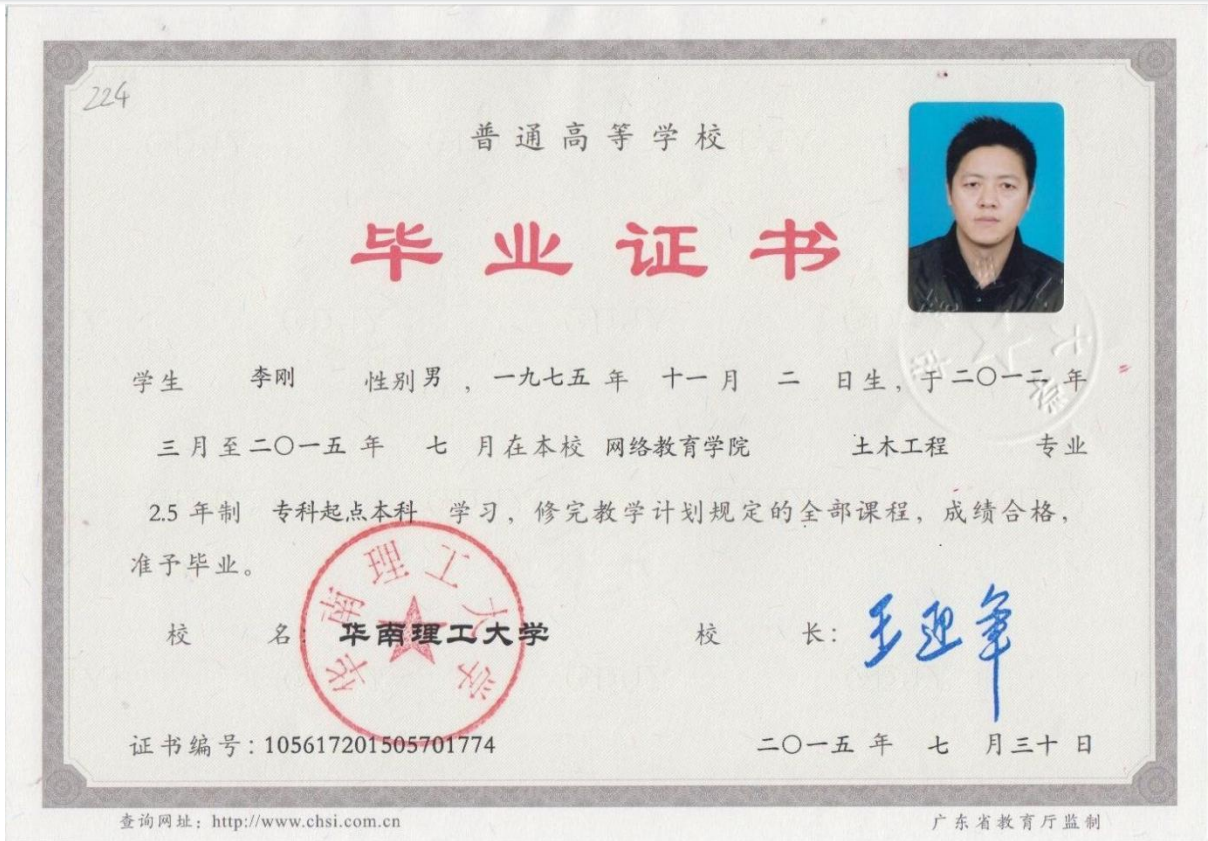 224
普通高等学校
毕业证书
学生 李刚 性别 男 ， 一九七五 年 十一 月 二 日生，于 二〇一二 年
三 月至 二〇一五 年 七 月在本校 网络教育学院 土木工程 专业
2.5 年制 专科起点本科 学习，修完教学计划规定的全部课程，成绩合格，
准予毕业。
华南理工大学
校 名： 华南理工大学 校 长：
证书编号：105617201505701774 二〇一五 年 七 月 三十 日
查询网址：http://www.chsi.com.cn 广东省教育厅监制